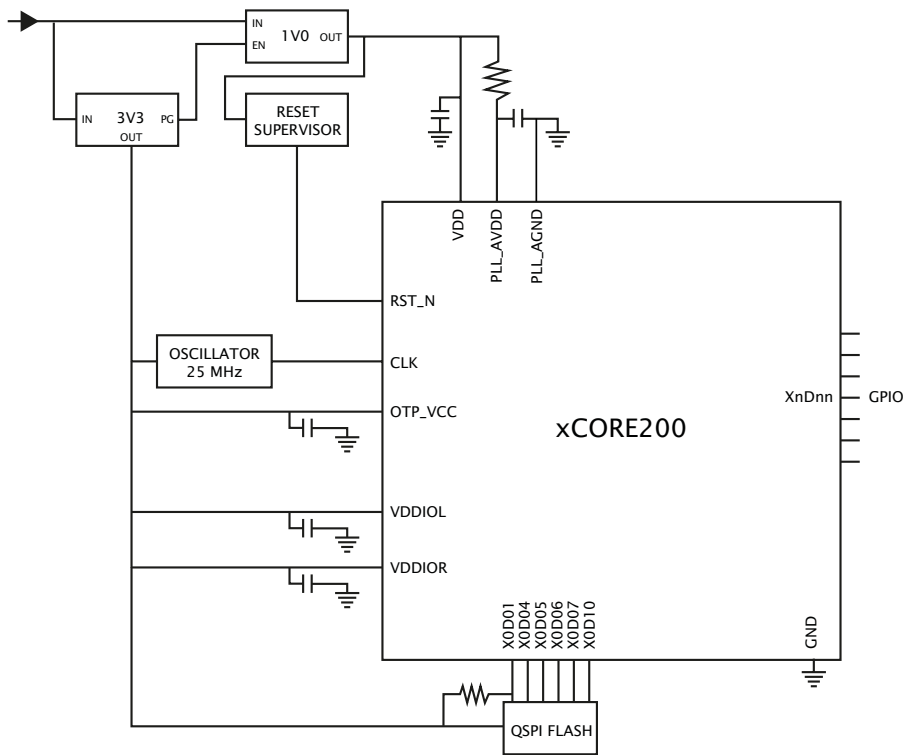 IN
1V0
OUT
EN
IN
3V3
PG
OUT
RESET
SUPERVISOR
VDD
PLL_AVDD
PLL_AGND
RST_N
OSCILLATOR
25 MHz
CLK
OTP_VCC
XnDnn
GPIO
xCORE200
VDDIOL
VDDIOR
X0D01
X0D04
X0D05
X0D06
X0D07
X0D10
GND
QSPI FLASH